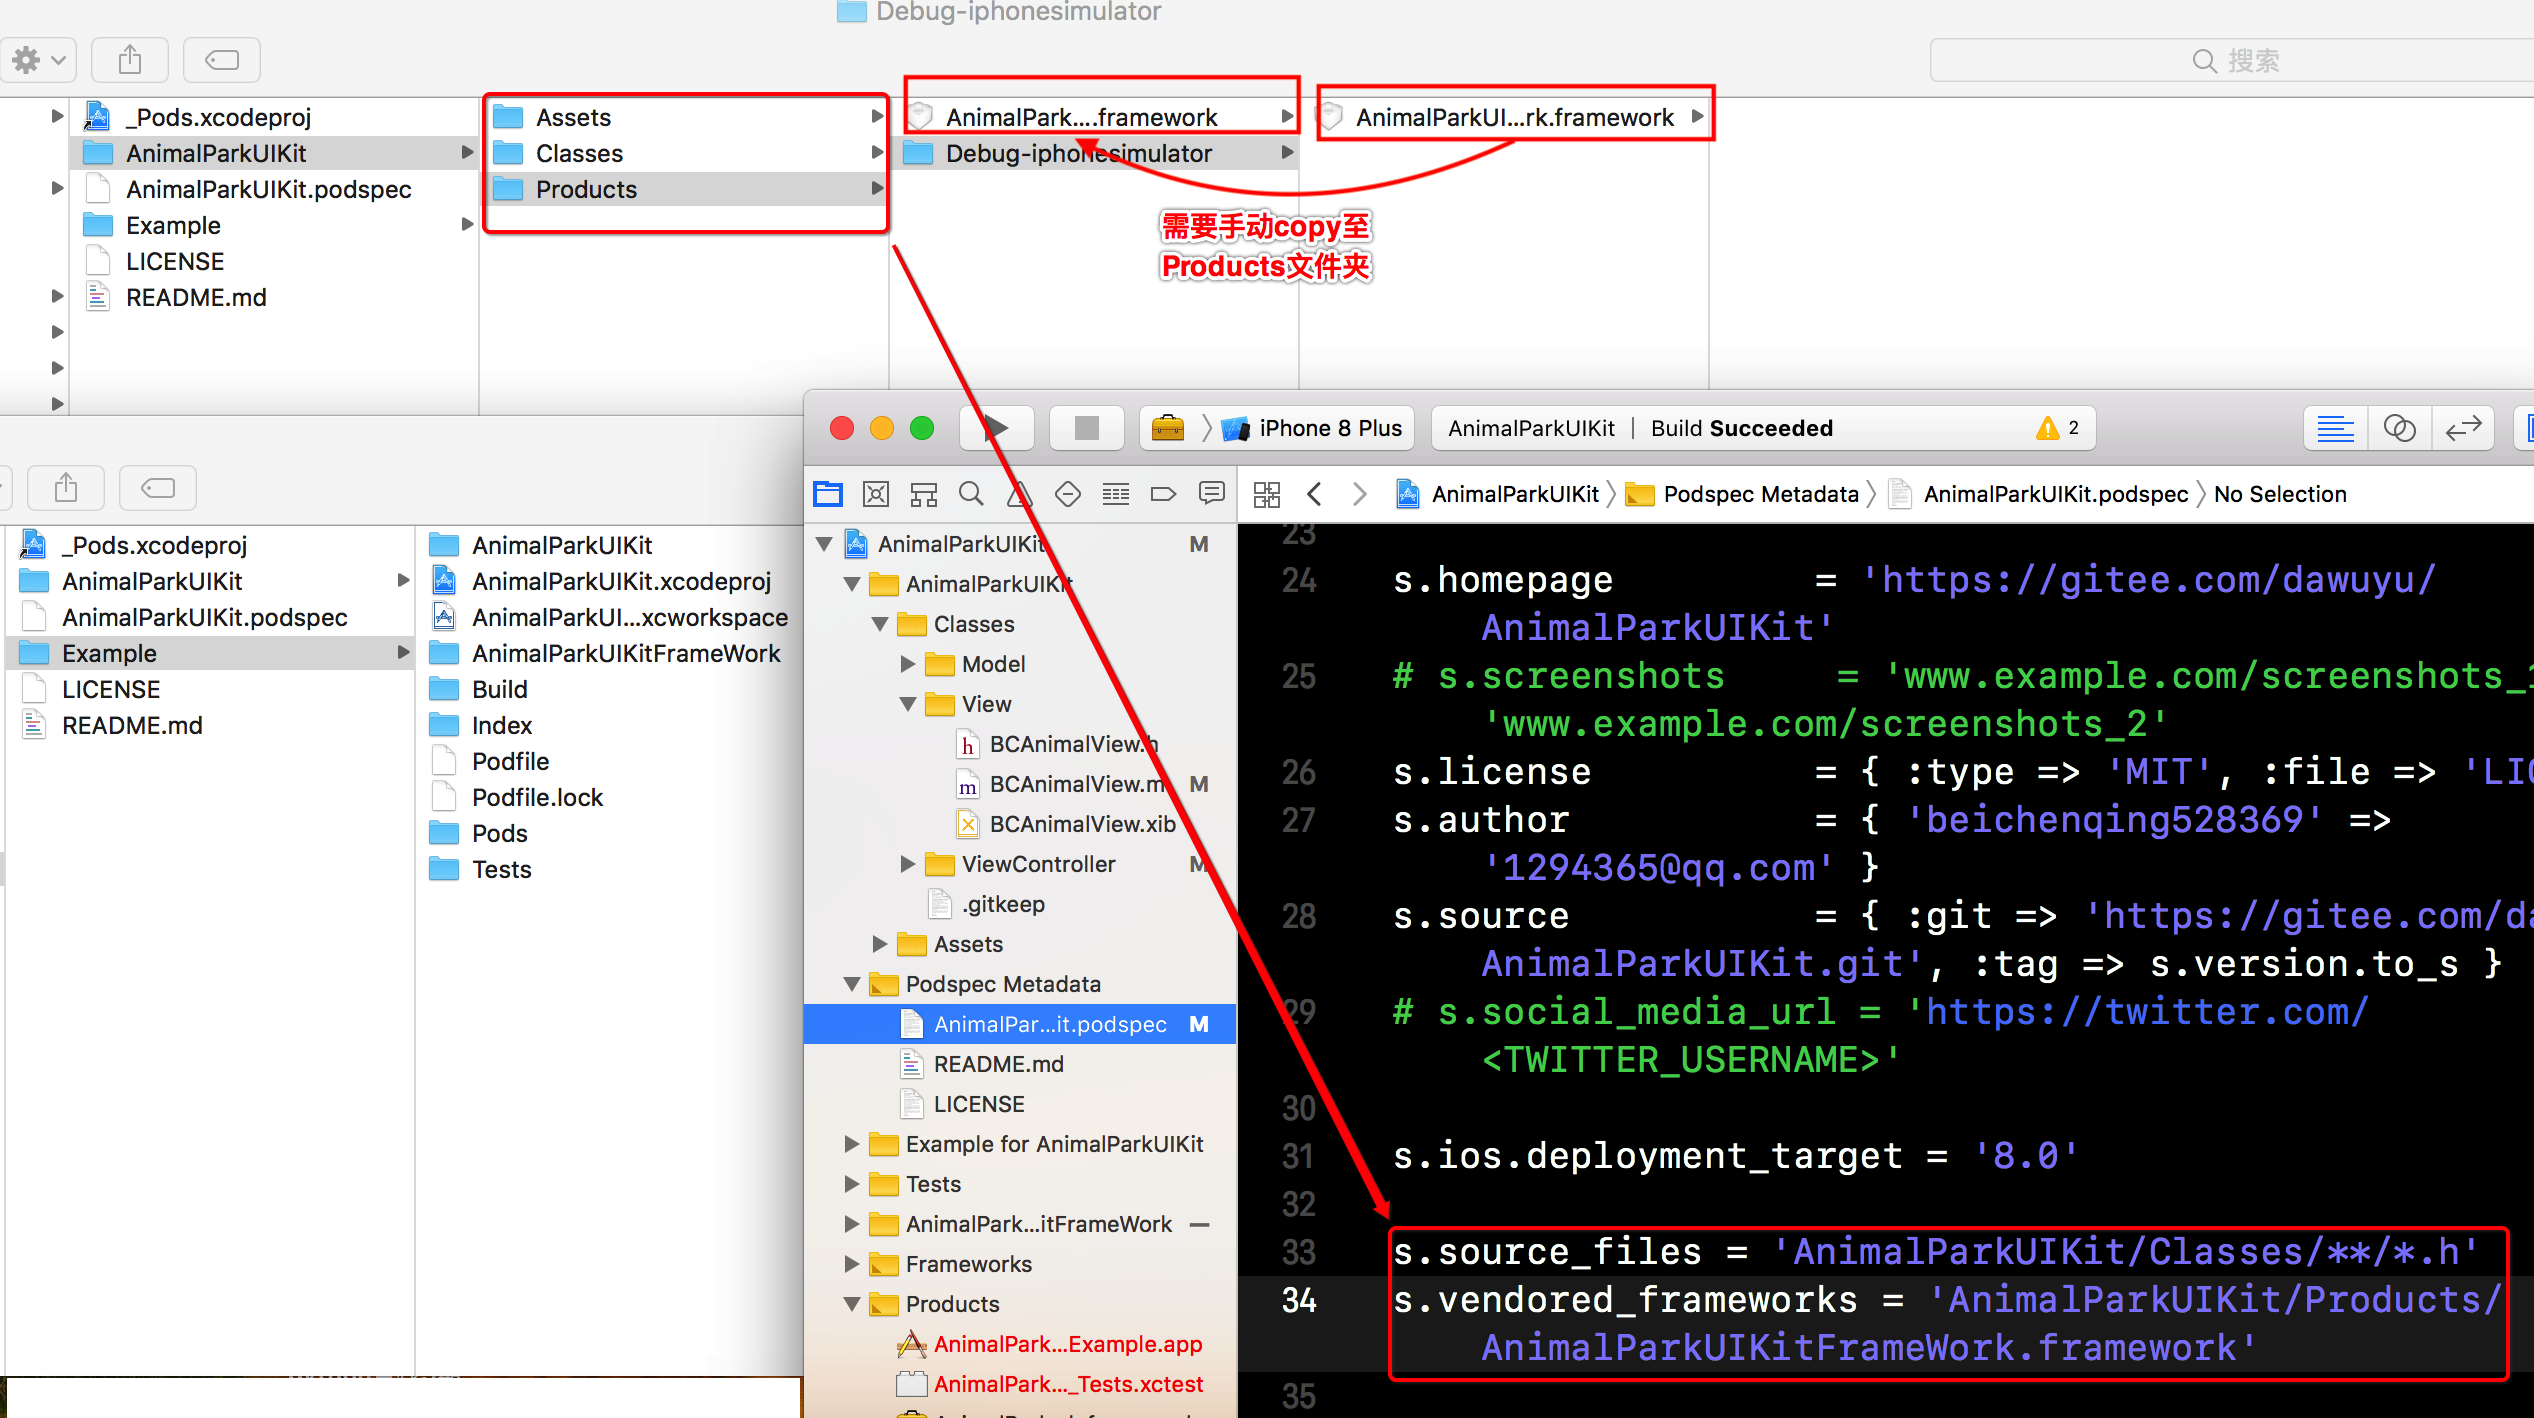 Debug-iphonesimulator
搜索
_Pods.xcodeproj
AnimalParkUIKit
AnimalParkUIKit.podspec
Example
LICENSE
README.md
Assets
Classes
Products
AnimalPark....framework
Debug-iphonesimulator
AnimalParkUI...rk.framework
需要手动copy至
Products文件夹
_Pods.xcodeproj
AnimalParkUIKit
AnimalParkUIKit.podspec
Example
LICENSE
README.md
AnimalParkUIKit
AnimalParkUIKit.xcodeproj
AnimalParkUI...xcworkspace
AnimalParkUIKitFrameWork
Build
Index
Podfile
Podfile.lock
Pods
Tests
iPhone 8 Plus
AnimalParkUIKit | Build Succeeded
2
AnimalParkUIKit 〉 Podspec Metadata 〉 AnimalParkUIKit.podspec 〉 No Selection
AnimalParkUIKit M
AnimalParkUIKit
Classes
Model
View
BCAnimalView.h
BCAnimalView.m M
BCAnimalView.xib
ViewController M
.gitkeep
Assets
Podspec Metadata
AnimalPar...it.podspec M
README.md
LICENSE
Example for AnimalParkUIKit
Tests
AnimalPark...itFrameWork —
Frameworks
Products
AnimalPark...Example.app
AnimalPark..._Tests.xctest
23
24 s.homepage = 'https://gitee.com/dawuyu/
AnimalParkUIKit'
25 # s.screenshots = 'www.example.com/screenshots_1
'www.example.com/screenshots_2'
26 s.license = { :type => 'MIT', :file => 'LIC
27 s.author = { 'beichenqing528369' =>
'1294365@qq.com' }
28 s.source = { :git => 'https://gitee.com/da
AnimalParkUIKit.git', :tag => s.version.to_s }
29 # s.social_media_url = 'https://twitter.com/
<TWITTER_USERNAME>'
30
31 s.ios.deployment_target = '8.0'
32
33 s.source_files = 'AnimalParkUIKit/Classes/**/*.h'
34 s.vendored_frameworks = 'AnimalParkUIKit/Products/
AnimalParkUIKitFrameWork.framework'
35